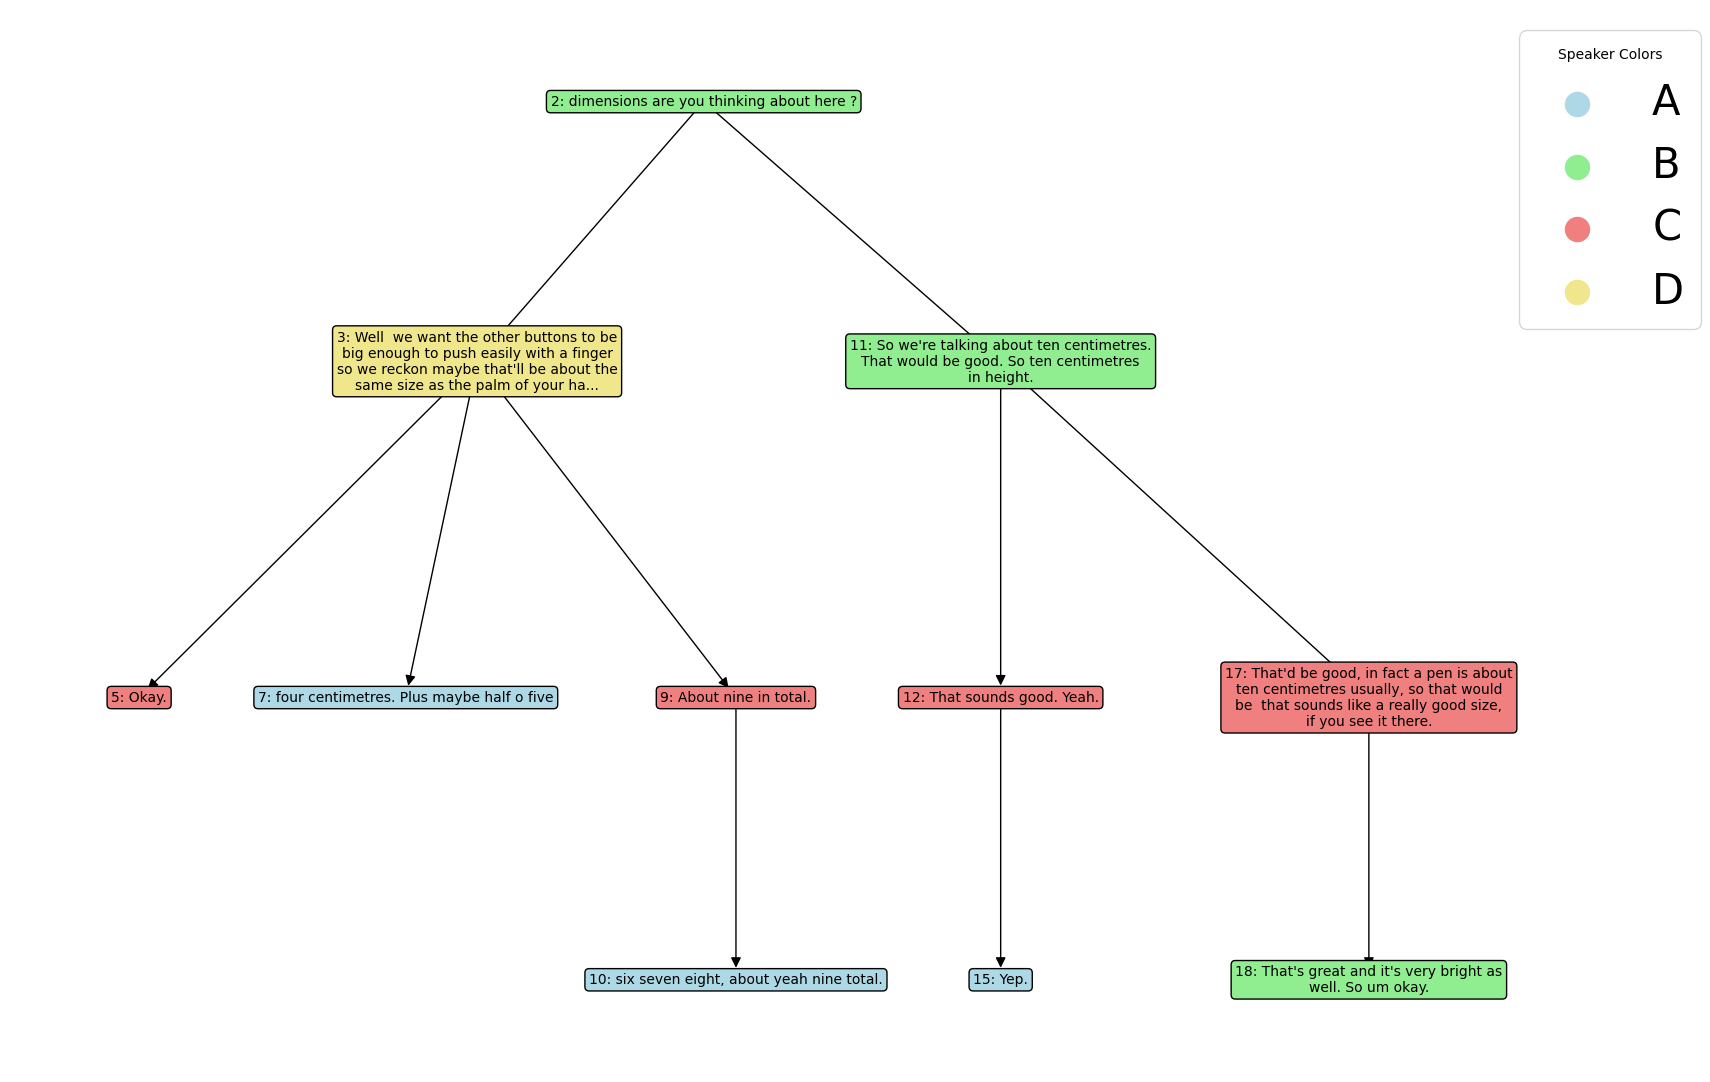 Speaker Colors
A
B
C
D
2: dimensions are you thinking about here ?
3: Well  we want the other buttons to be
big enough to push easily with a finger
so we reckon maybe that'll be about the
same size as the palm of your ha...
11: So we're talking about ten centimetres.
That would be good. So ten centimetres
in height.
5: Okay.
7: four centimetres. Plus maybe half o five
9: About nine in total.
12: That sounds good. Yeah.
17: That'd be good, in fact a pen is about
ten centimetres usually, so that would
be  that sounds like a really good size,
if you see it there.
10: six seven eight, about yeah nine total.
15: Yep.
18: That's great and it's very bright as
well. So um okay.